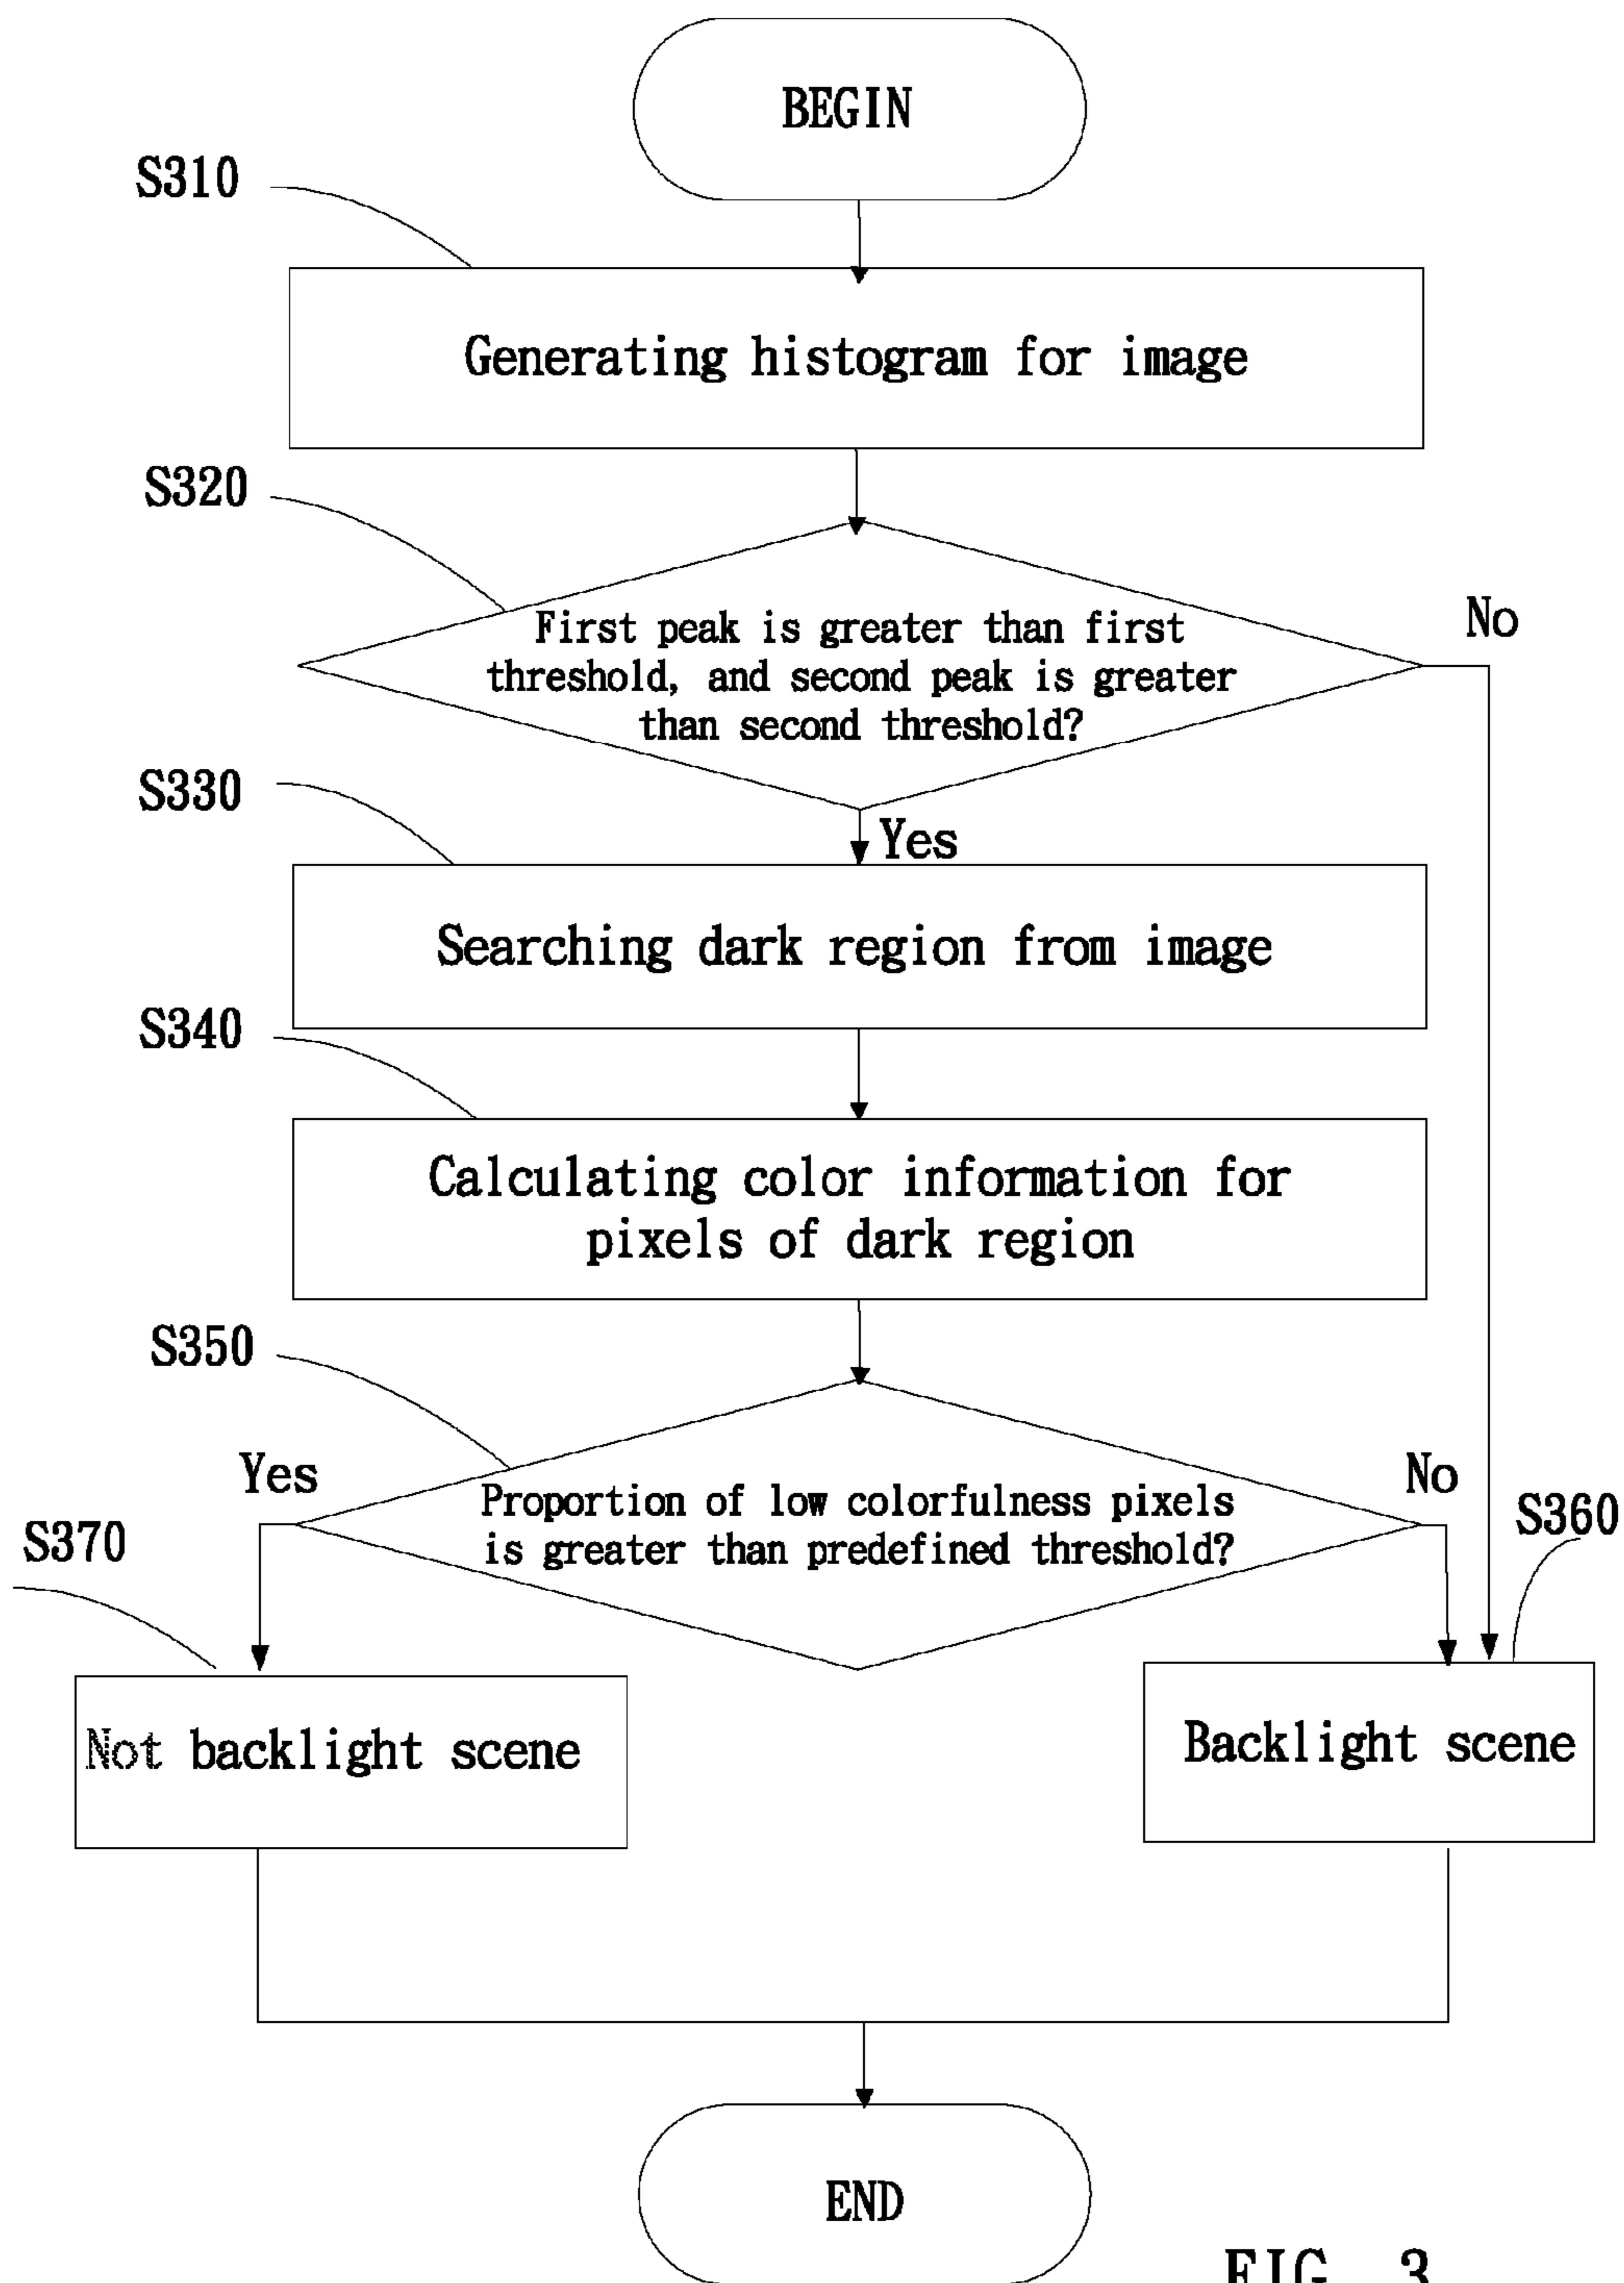 BEGIN
S310
Generating histogram for image
S320
First peak is greater than first
threshold, and second peak is greater
than second threshold?
No
S330
Yes
Searching dark region from image
S340
Calculating color information for
pixels of dark region
S350
Yes
No
Proportion of low colorfulness pixels
is greater than predefined threshold?
S370
S360
Not backlight scene
Backlight scene
END
FIG. 3